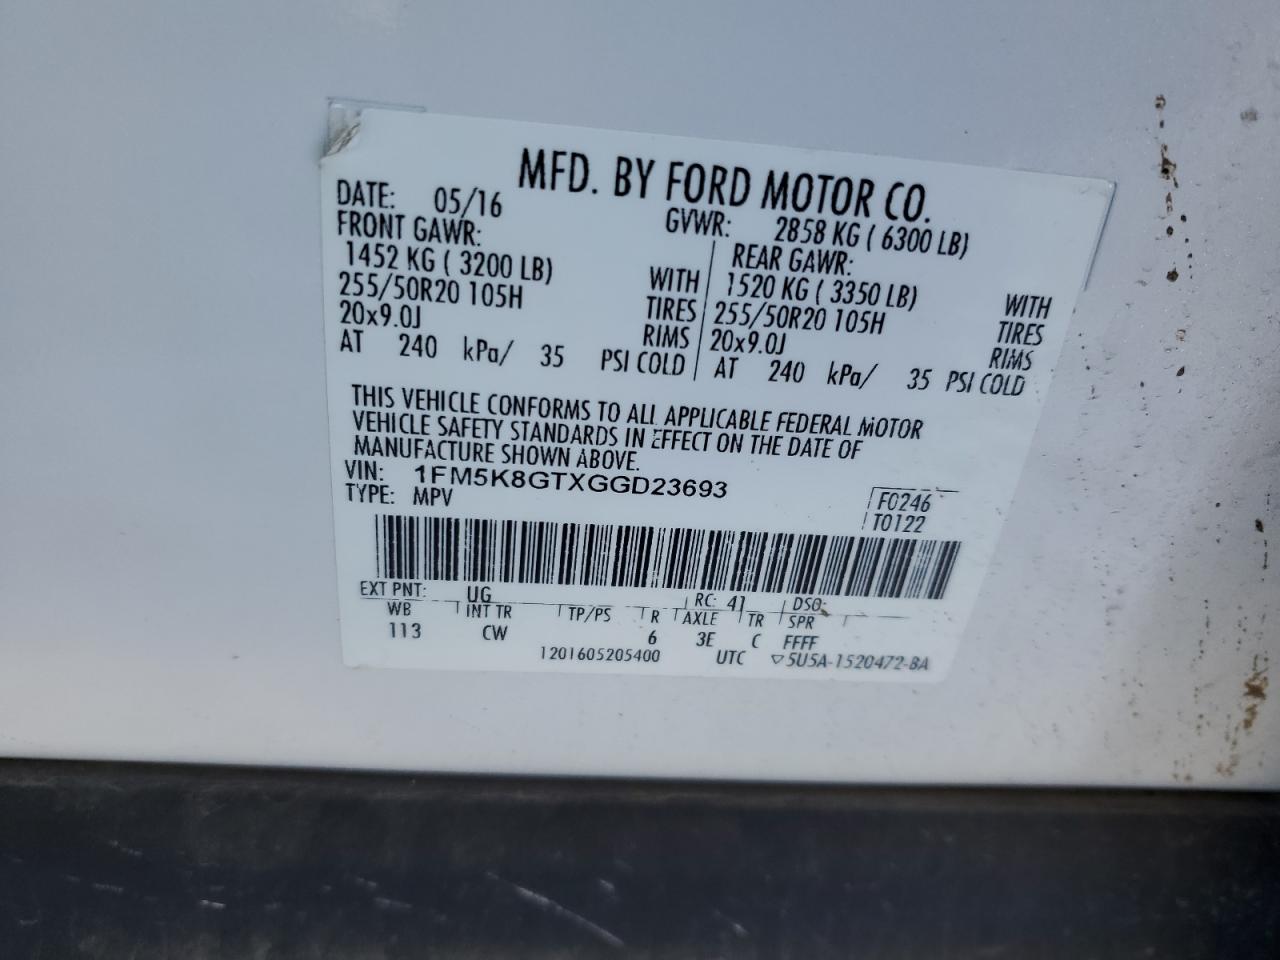 MFD. BY FORD MOTOR CO.
DATE: 05/16 GVWR: 2858 KG ( 6300 LB)
FRONT GAWR: REAR GAWR:
1452 KG ( 3200 LB) WITH 1520 KG ( 3350 LB) WITH
255/50R20 105H TIRES 255/50R20 105H TIRES
20x9.0J RIMS 20x9.0J RIMS
AT 240 kPa/ 35 PSI COLD AT 240 kPa/ 35 PSI COLD
THIS VEHICLE CONFORMS TO ALL APPLICABLE FEDERAL MOTOR
VEHICLE SAFETY STANDARDS IN EFFECT ON THE DATE OF
MANUFACTURE SHOWN ABOVE.
VIN: 1FM5K8GTXGGD23693
TYPE: MPV F0246
T0122
EXT PNT: UG RC: 41 DSO:
WB INT TR TP/PS R AXLE TR SPR
113 CW 6 3E C FFFF
1201605205400 UTC ▽5U5A-1520472-BA